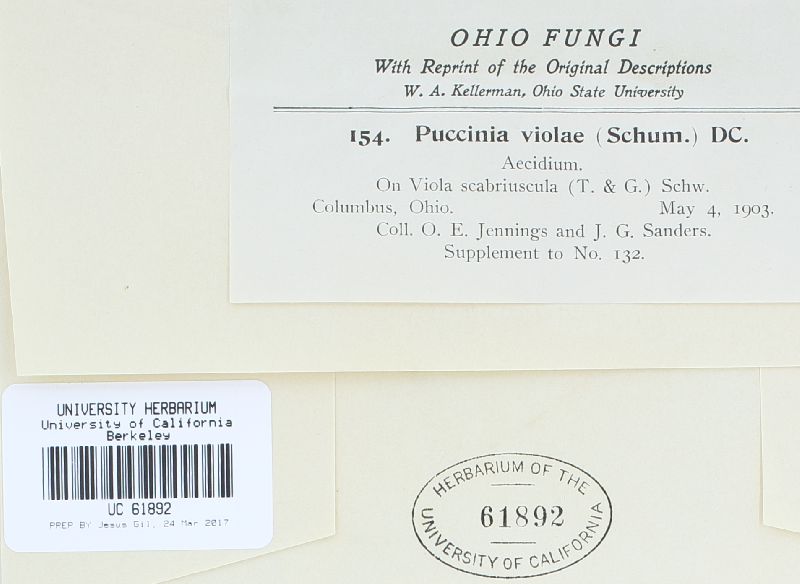 OHIO FUNGI
With Reprint of the Original Descriptions
W. A. Kellerman, Ohio State University
154. Puccinia violae (Schum.) DC.
Aecidium.
On Viola scabriuscula (T. & G.) Schw.
Columbus, Ohio. May 4, 1903.
Coll. O. E. Jennings and J. G. Sanders.
Supplement to No. 132.
UNIVERSITY HERBARIUM
University of California
Berkeley
UC 61892
PREP BY Jesus Gil, 24 Mar 2017
HERBARIUM OF THE
61892
UNIVERSITY OF CALIFORNIA